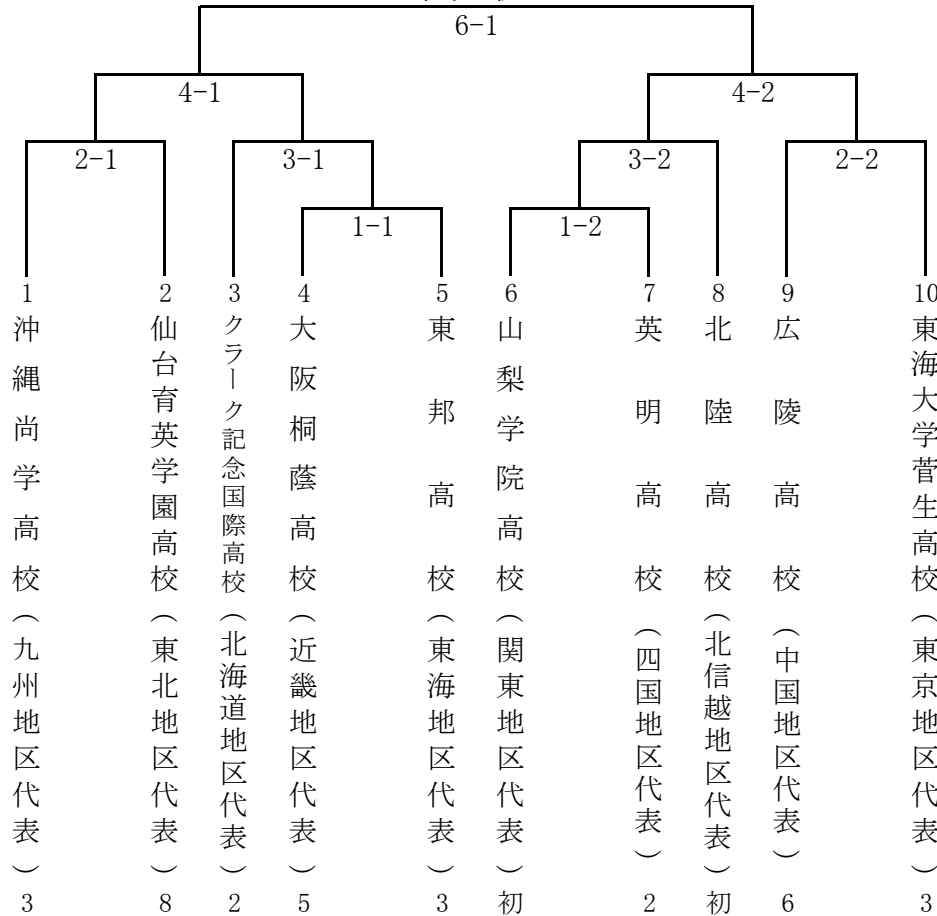 6-1
4-1
4-2
2-1
3-1
3-2
2-2
1-1
1-2
1 沖縄尚学高校(九州地区代表) 3
2 仙台育英学園高校(東北地区代表) 8
3 クラーク記念国際高校(北海道地区代表) 2
4 大阪桐蔭高校(近畿地区代表) 5
5 東邦高校(東海地区代表) 3
6 山梨学院高校(関東地区代表) 初
7 英明高校(四国地区代表) 2
8 北陸高校(北信越地区代表) 初
9 広陵高校(中国地区代表) 6
10 東海大学菅生高校(東京地区代表) 3